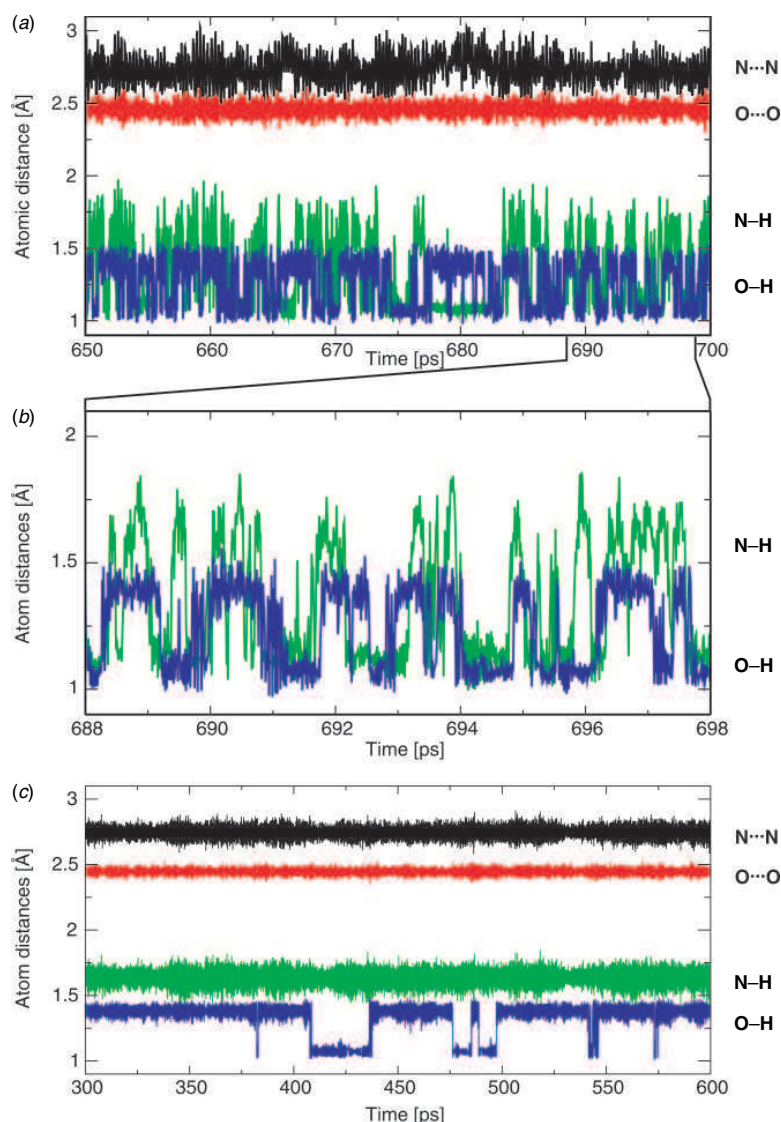 (a)
3
2.5
2
1.5
1
Atomic distance [Å]
N···N
O···O
N–H
O–H
650 660 670 680 690 700
Time [ps]
(b)
2
1.5
1
Atom distances [Å]
N–H
O–H
688 690 692 694 696 698
Time [ps]
(c)
3
2.5
2
1.5
1
Atom distances [Å]
N···N
O···O
N–H
O–H
300 350 400 450 500 550 600
Time [ps]